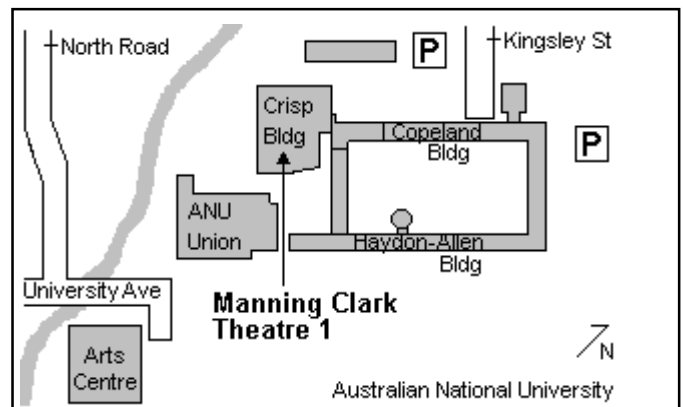 North Road
P
Kingsley St
Crisp
Bldg
Copeland
Bldg
P
ANU
Union
Haydon-Allen
Bldg
University Ave
Manning Clark
Theatre 1
Arts
Centre
N
Australian National University